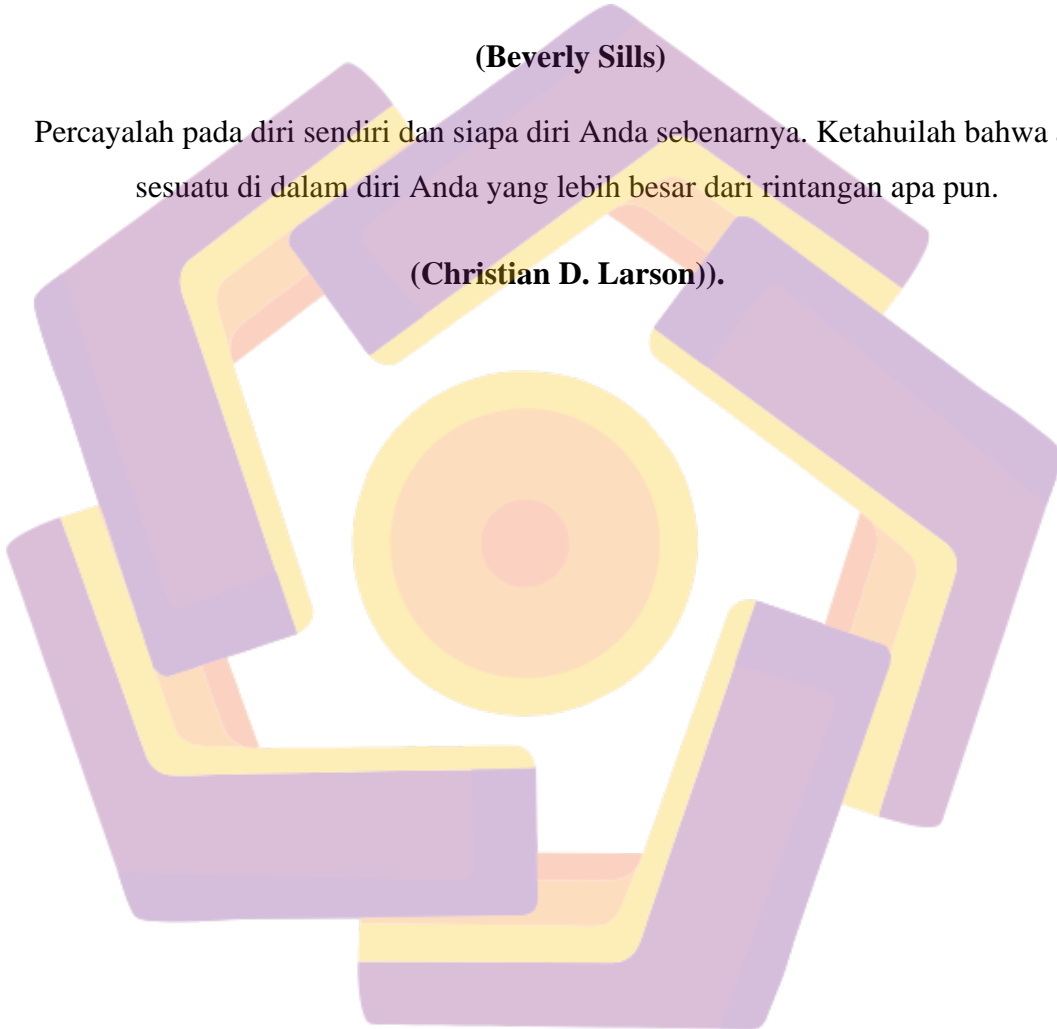 (Beverly Sills)
Percayalah pada diri sendiri dan siapa diri Anda sebenarnya. Ketahuilah bahwa
sesuatu di dalam diri Anda yang lebih besar dari rintangan apa pun.
(Christian D. Larson)).